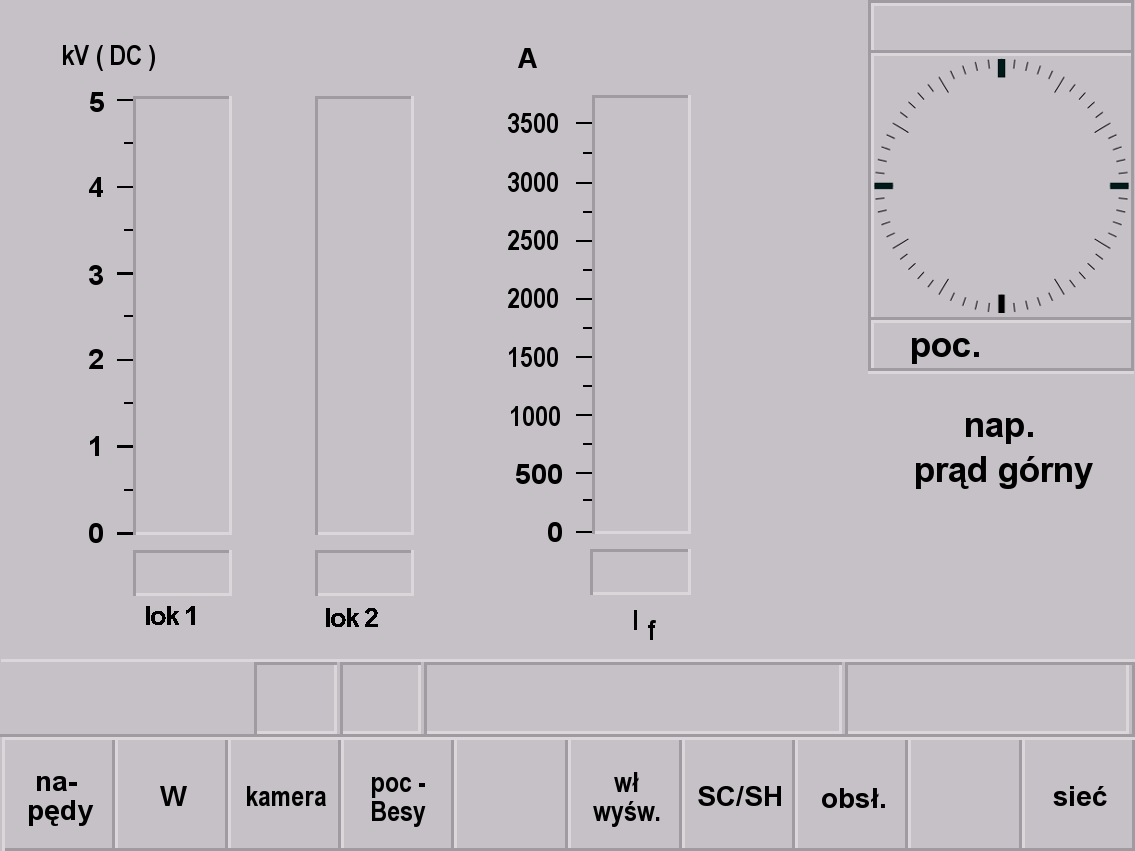 kV ( DC )
5
4
3
2
1
0
lok 1
lok 2
A
3500
3000
2500
2000
1500
1000
500
0
I f
poc.
nap.
prąd górny
na-
pędy
W
kamera
poc -
Besy
wł
wyśw.
SC/SH
obsł.
sieć